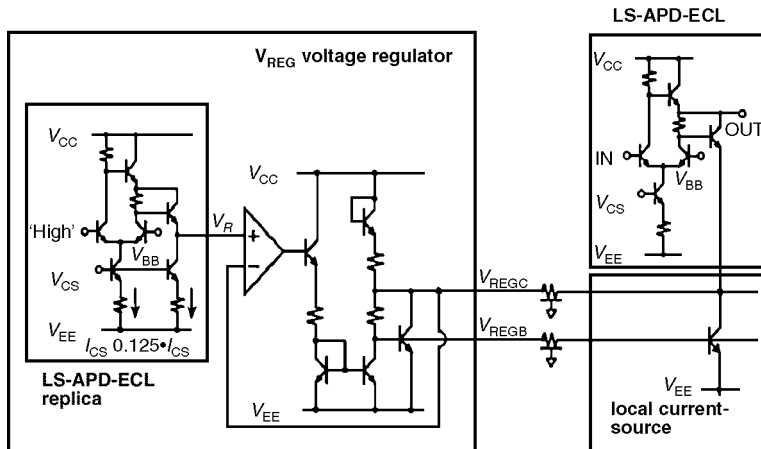 LS-APD-ECL
V_REG voltage regulator
V_CC
V_CC
OUT
IN
V_BB
V_CS
V_EE
V_CC
'High'
V_BB
V_CS
V_EE
I_CS 0.125•I_CS
LS-APD-ECL
replica
V_R
+
−
V_CC
V_REGC
V_REGB
V_EE
V_EE
local current-
source